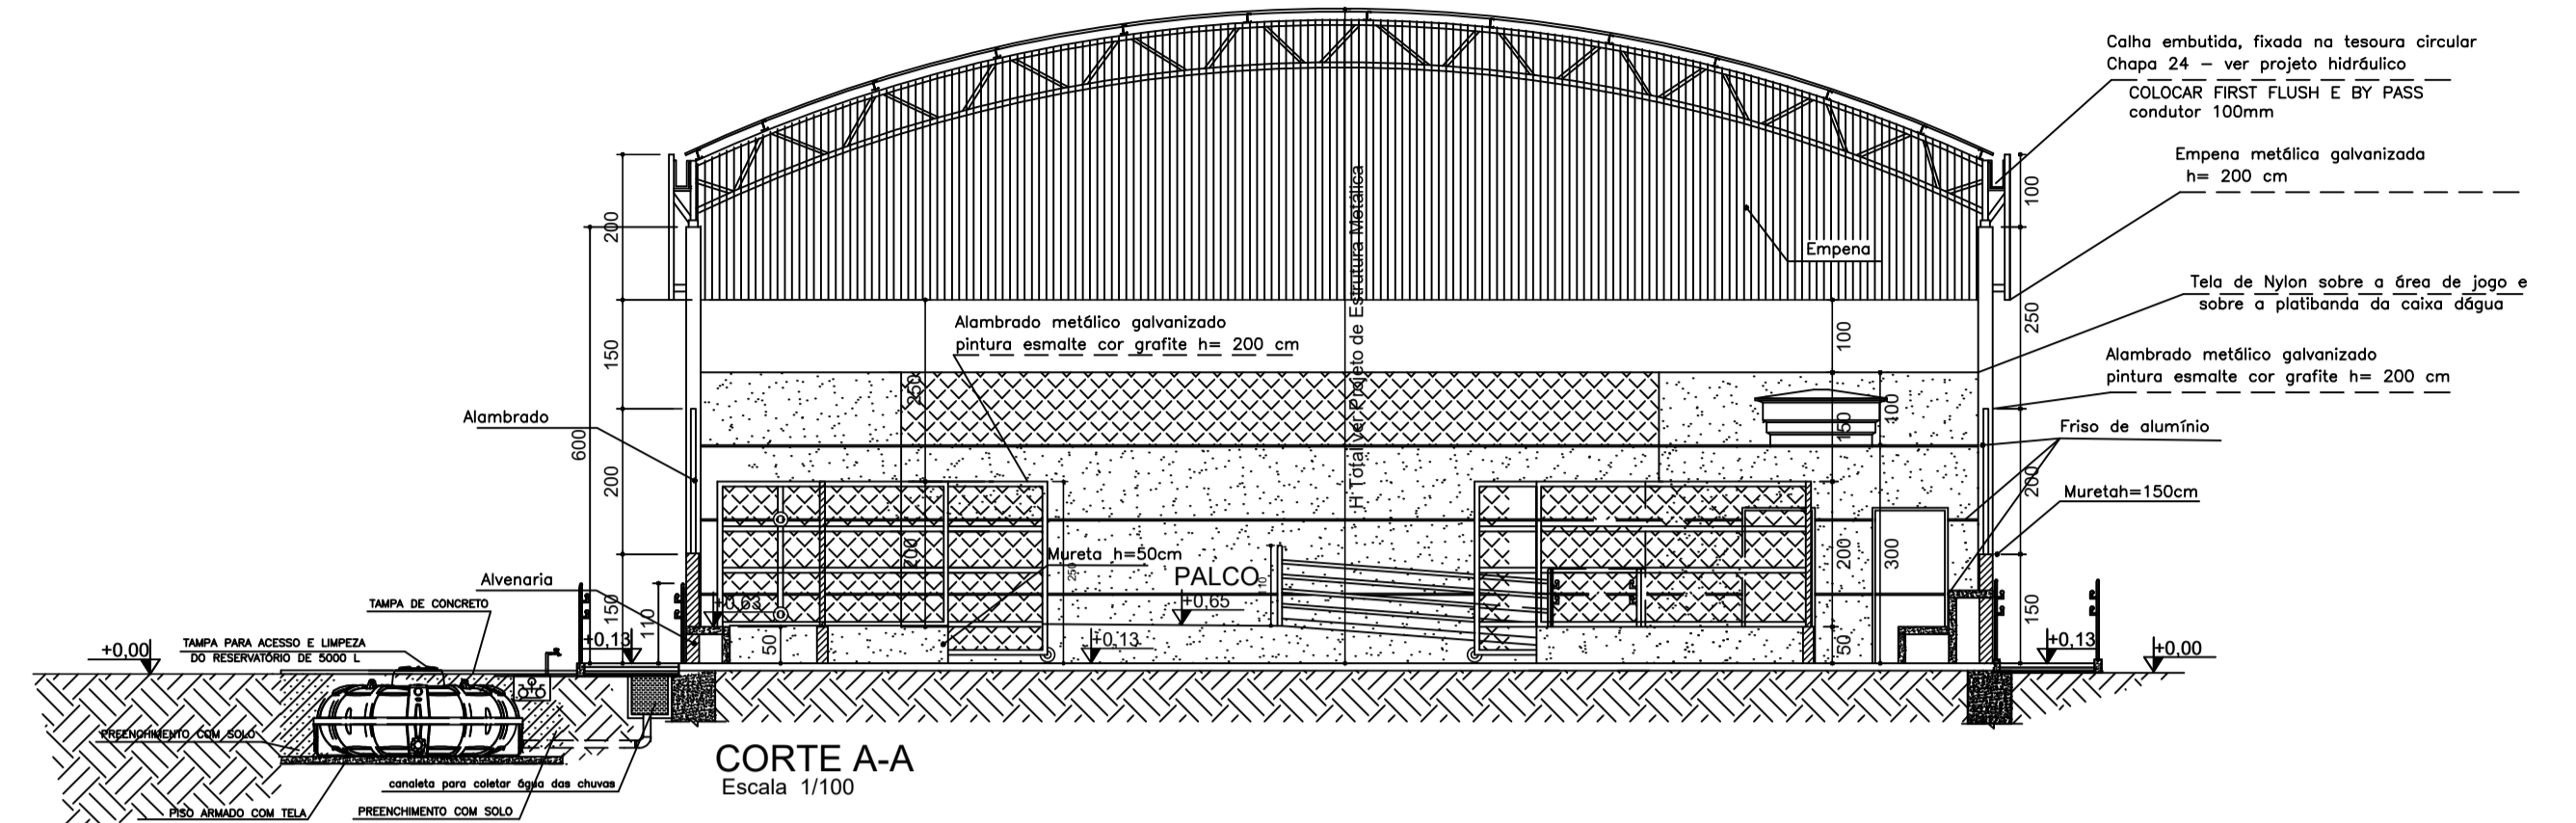 Calha embutida, fixada na tesoura circular
Chapa 24 – ver projeto hidráulico
COLOCAR FIRST FLUSH E BY PASS
condutor 100mm
Empena metálica galvanizada
h= 200 cm
Empena
Tela de Nylon sobre a área de jogo e
sobre a platibanda da caixa dágua
Alambrado metálico galvanizado
pintura esmalte cor grafite h= 200 cm
Alambrado metálico galvanizado
pintura esmalte cor grafite h= 200 cm
Friso de alumínio
Muretah=150cm
H Total ver Projeto de Estrutura Metálica
Alambrado
Alvenaria
Mureta h=50cm
PALCO
200
150
200
150
600
110
250
200
50
250
110
100
150
200
50
100
300
100
250
200
150
+0,63
+0,65
+0,13
+0,13
+0,13
+0,00
+0,00
TAMPA DE CONCRETO
TAMPA PARA ACESSO E LIMPEZA
DO RESERVATÓRIO DE 5000 L
PREENCHIMENTO COM SOLO
canaleta para coletar água das chuvas
PISO ARMADO COM TELA
PREENCHIMENTO COM SOLO
CORTE A-A
Escala 1/100